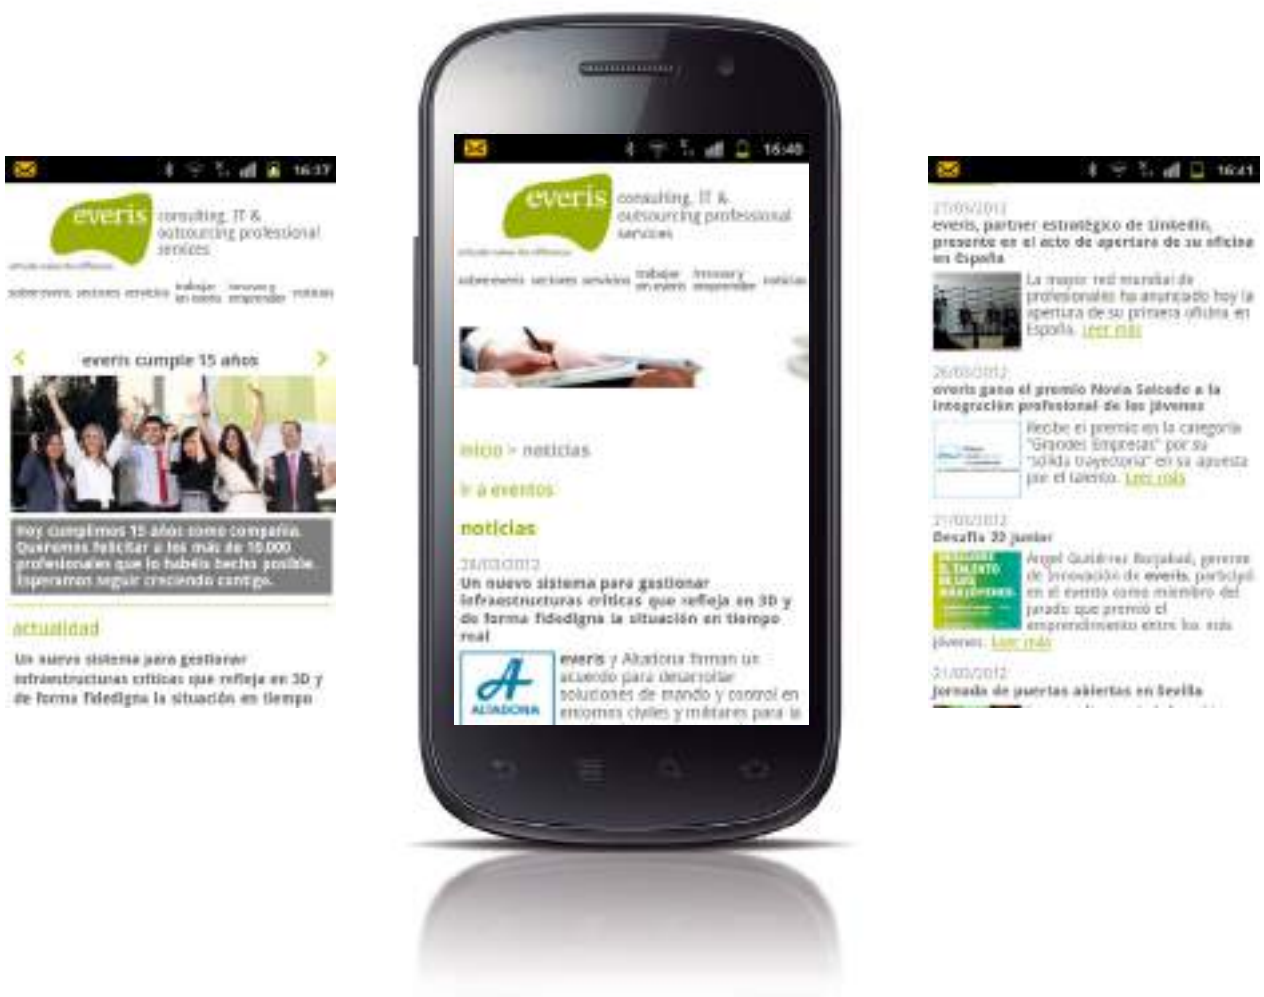 16:37
everis
consulting, IT &
outsourcing professional
services
sobre everis sectores servicios trabajar en everis innovar y emprender noticias
everis cumple 15 años
Hoy cumplimos 15 años como compañía.
Queremos felicitar a los más de 10.000
profesionales que lo habéis hecho posible.
Esperamos seguir creciendo contigo.
actualidad
Un nuevo sistema para gestionar
infraestructuras críticas que refleja en 3D y
de forma fidedigna la situación en tiempo
16:40
everis
consulting, IT &
outsourcing professional
services
sobre everis sectores servicios trabajar en everis innovar y emprender noticias
inicio > noticias
ir a eventos
noticias
28/03/2012
Un nuevo sistema para gestionar
infraestructuras críticas que refleja en 3D y
de forma fidedigna la situación en tiempo
real
ALTADONA
everis y Altadona firman un
acuerdo para desarrollar
soluciones de mando y control en
entornos civiles y militares para la
16:41
27/03/2012
everis, partner estratégico de LinkedIn,
presente en el acto de apertura de su oficina
en España
La mayor red mundial de
profesionales ha anunciado hoy la
apertura de su primera oficina en
España. Leer más
26/03/2012
everis gana el premio Novia Salcedo a la
integración profesional de los jóvenes
Recibe el premio en la categoría
"Grandes Empresas" por su
"sólida trayectoria" en su apuesta
por el talento. Leer más
21/03/2012
Desafío 22 junior
EL TALENTO
DE LOS
MÁS JÓVENES
Ángel Gutiérrez Borjabad, gerente
de Innovación de everis, participó
en el evento como miembro del
jurado que premió el
emprendimiento entre los más
jóvenes. Leer más
21/03/2012
Jornada de puertas abiertas en Sevilla